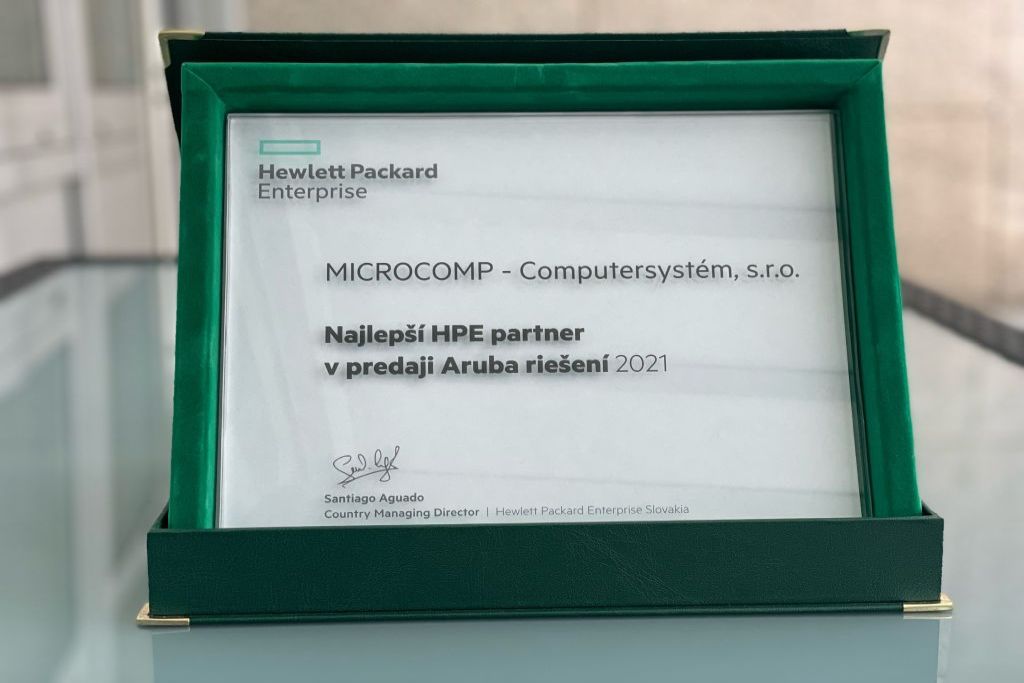 Hewlett Packard
Enterprise
MICROCOMP - Computersystém, s.r.o.
Najlepší HPE partner
v predaji Aruba riešení 2021
Santiago Aguado
Country Managing Director | Hewlett Packard Enterprise Slovakia